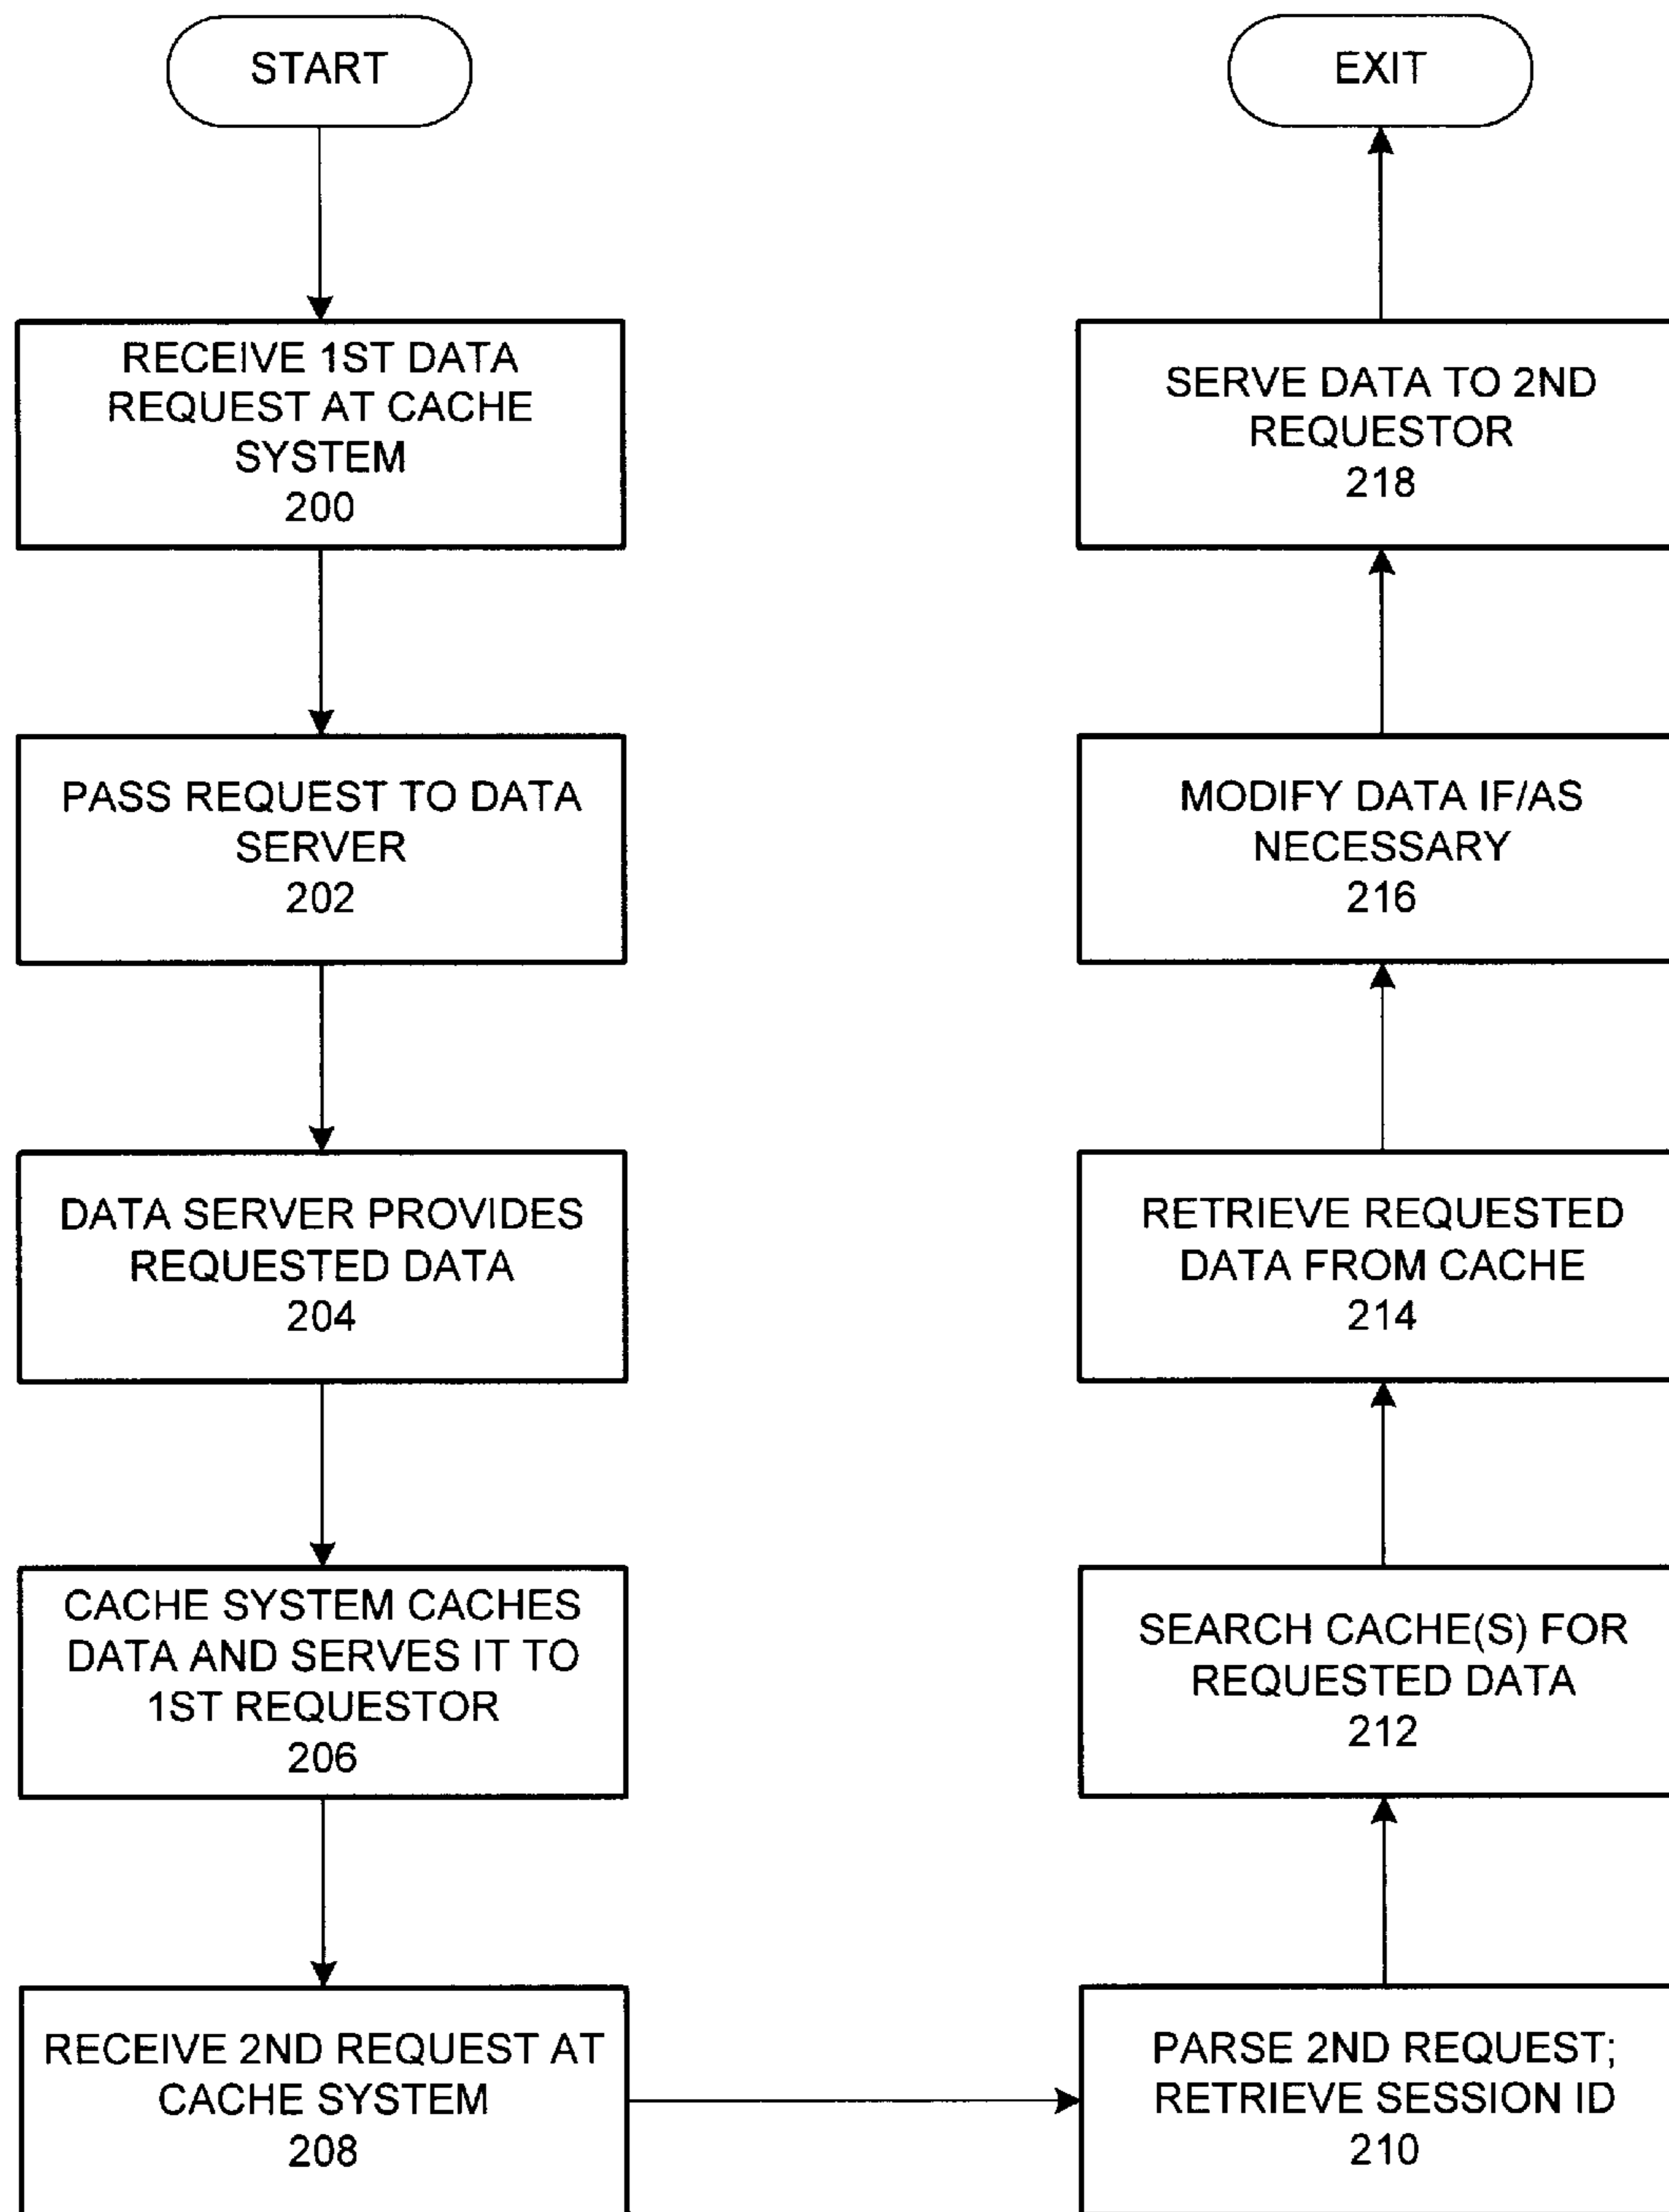 START
RECEIVE 1ST DATA
REQUEST AT CACHE
SYSTEM
200
PASS REQUEST TO DATA
SERVER
202
DATA SERVER PROVIDES
REQUESTED DATA
204
CACHE SYSTEM CACHES
DATA AND SERVES IT TO
1ST REQUESTOR
206
RECEIVE 2ND REQUEST AT
CACHE SYSTEM
208
PARSE 2ND REQUEST;
RETRIEVE SESSION ID
210
SEARCH CACHE(S) FOR
REQUESTED DATA
212
RETRIEVE REQUESTED
DATA FROM CACHE
214
MODIFY DATA IF/AS
NECESSARY
216
SERVE DATA TO 2ND
REQUESTOR
218
EXIT